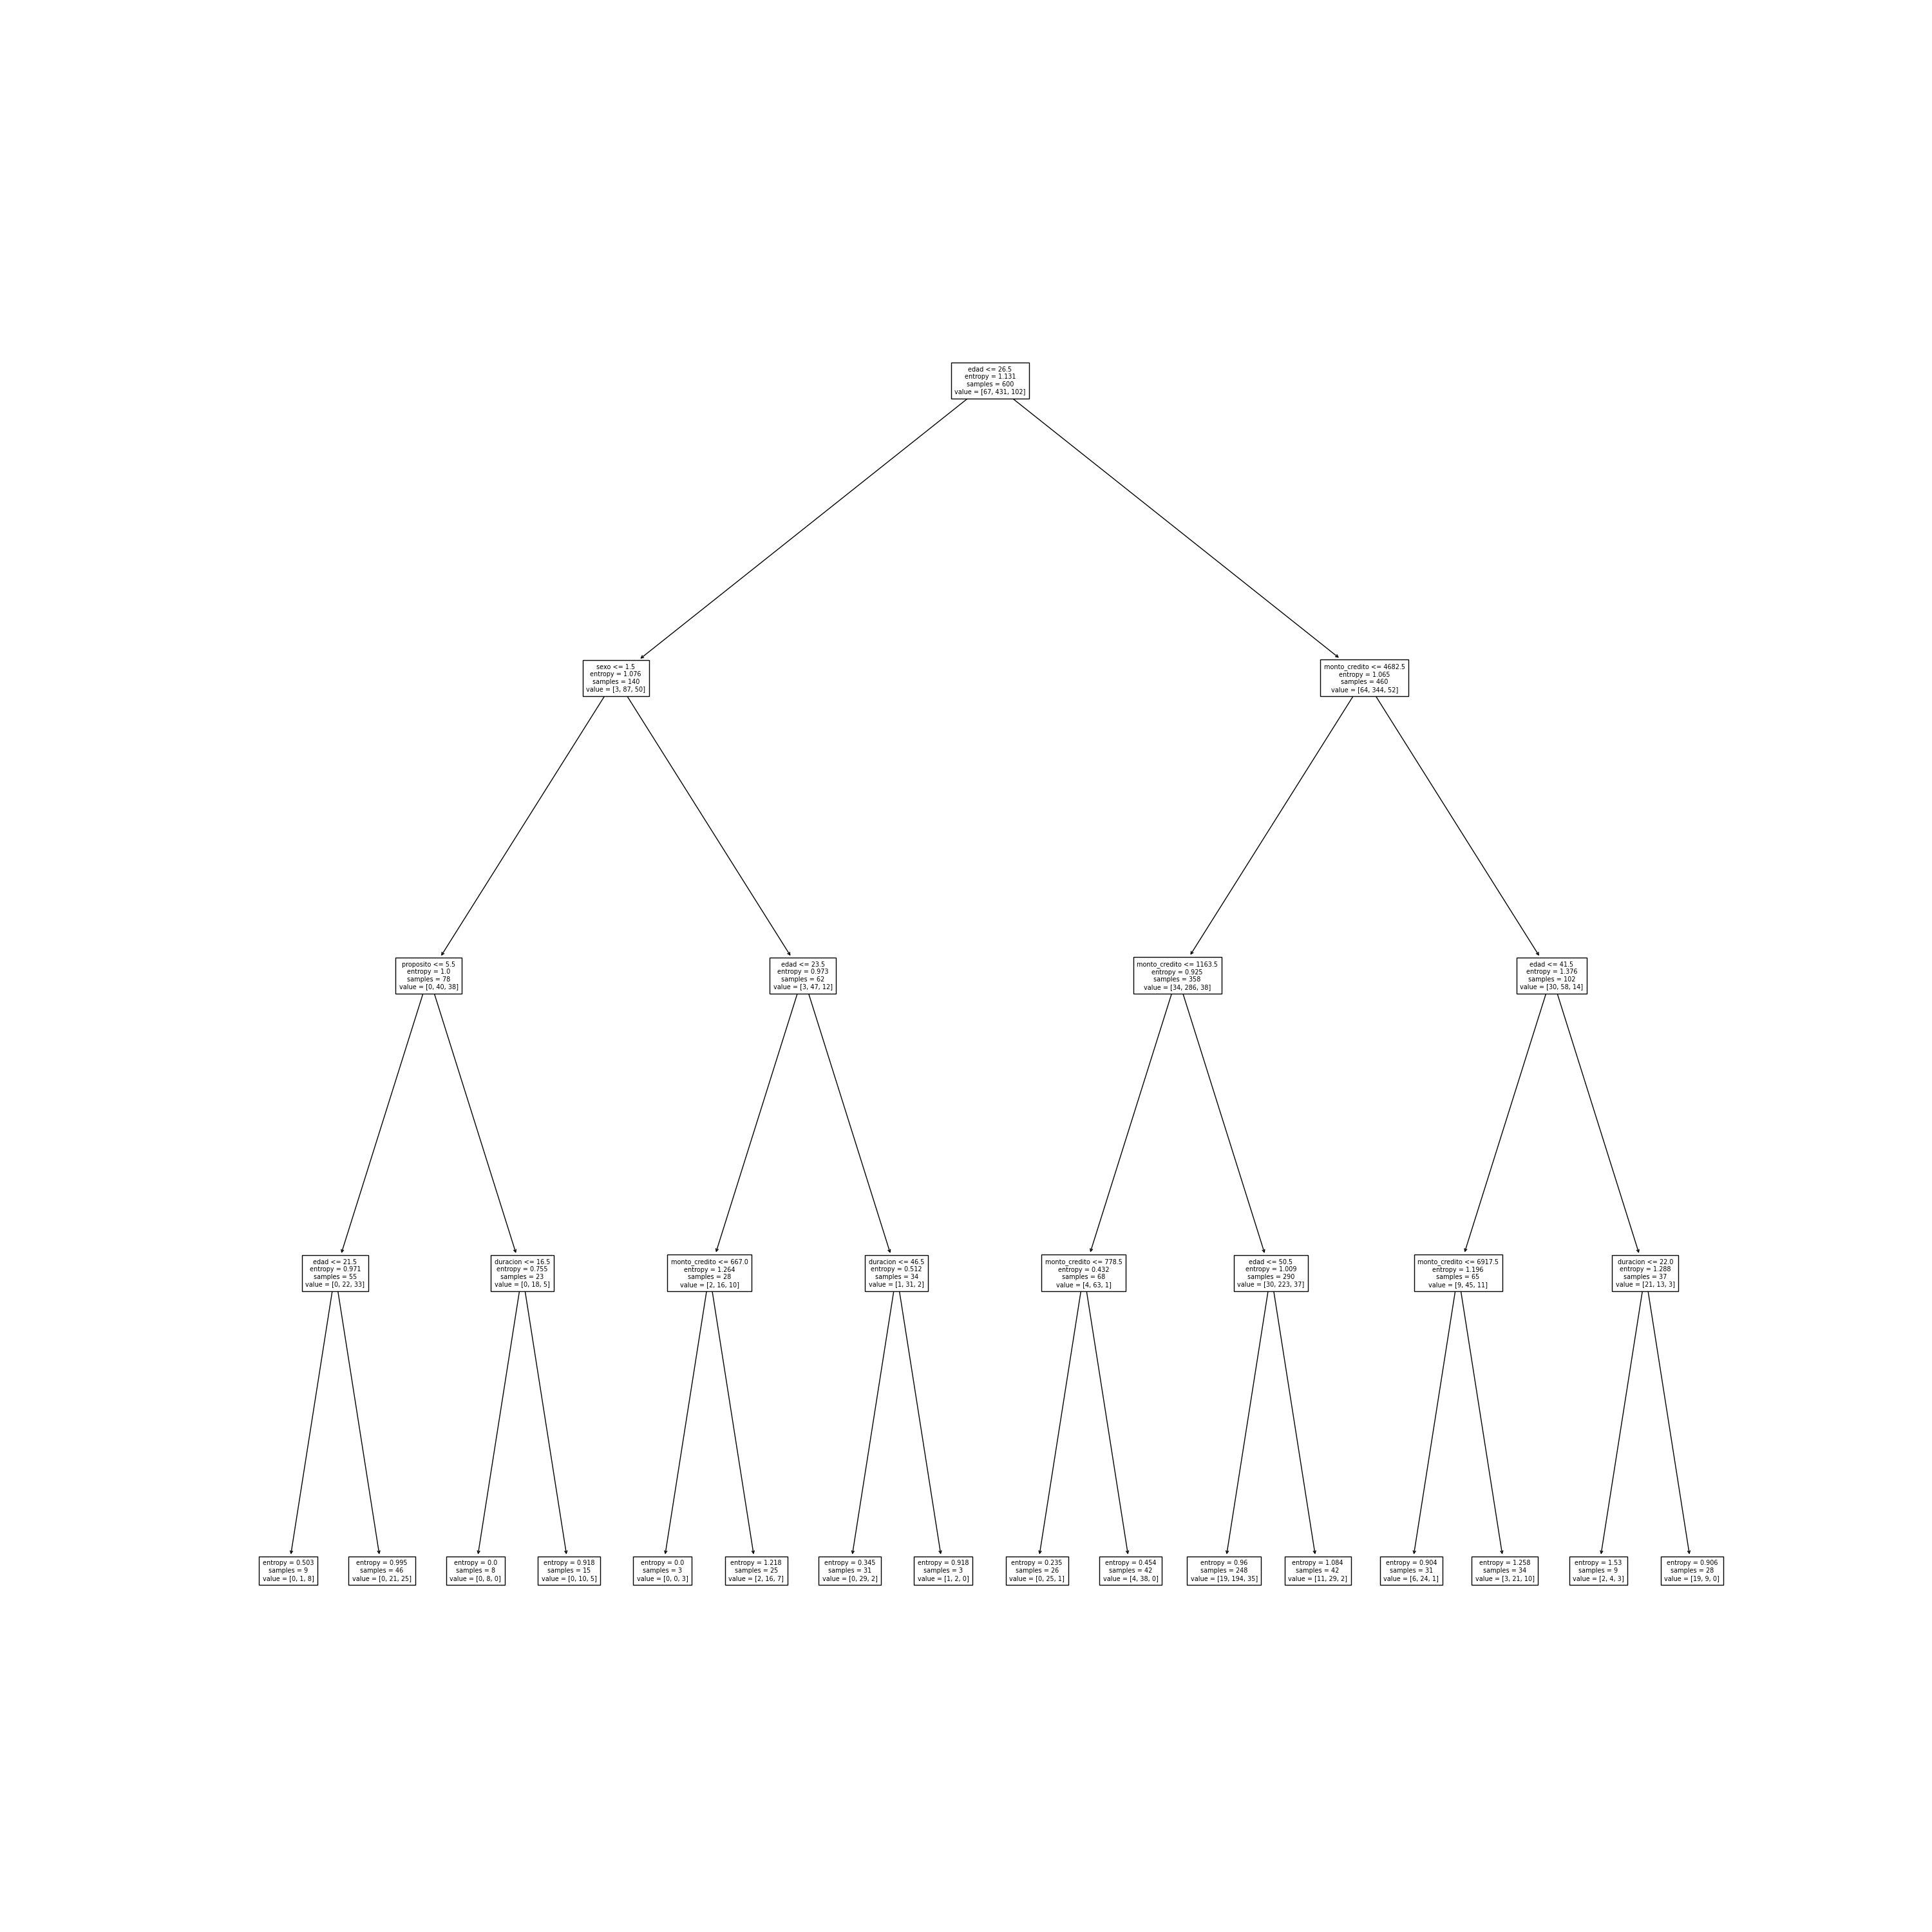 edad <= 26.5
entropy = 1.131
samples = 600
value = [67, 431, 102]
sexo <= 1.5
entropy = 1.076
samples = 140
value = [3, 87, 50]
monto_credito <= 4682.5
entropy = 1.065
samples = 460
value = [64, 344, 52]
proposito <= 5.5
entropy = 1.0
samples = 78
value = [0, 40, 38]
edad <= 23.5
entropy = 0.973
samples = 62
value = [3, 47, 12]
monto_credito <= 1163.5
entropy = 0.925
samples = 358
value = [34, 286, 38]
edad <= 41.5
entropy = 1.376
samples = 102
value = [30, 58, 14]
edad <= 21.5
entropy = 0.971
samples = 55
value = [0, 22, 33]
duracion <= 16.5
entropy = 0.755
samples = 23
value = [0, 18, 5]
monto_credito <= 667.0
entropy = 1.264
samples = 28
value = [2, 16, 10]
duracion <= 46.5
entropy = 0.512
samples = 34
value = [1, 31, 2]
monto_credito <= 778.5
entropy = 0.432
samples = 68
value = [4, 63, 1]
edad <= 50.5
entropy = 1.009
samples = 290
value = [30, 223, 37]
monto_credito <= 6917.5
entropy = 1.196
samples = 65
value = [9, 45, 11]
duracion <= 22.0
entropy = 1.288
samples = 37
value = [21, 13, 3]
entropy = 0.503
samples = 9
value = [0, 1, 8]
entropy = 0.995
samples = 46
value = [0, 21, 25]
entropy = 0.0
samples = 8
value = [0, 8, 0]
entropy = 0.918
samples = 15
value = [0, 10, 5]
entropy = 0.0
samples = 3
value = [0, 0, 3]
entropy = 1.218
samples = 25
value = [2, 16, 7]
entropy = 0.345
samples = 31
value = [0, 29, 2]
entropy = 0.918
samples = 3
value = [1, 2, 0]
entropy = 0.235
samples = 26
value = [0, 25, 1]
entropy = 0.454
samples = 42
value = [4, 38, 0]
entropy = 0.96
samples = 248
value = [19, 194, 35]
entropy = 1.084
samples = 42
value = [11, 29, 2]
entropy = 0.904
samples = 31
value = [6, 24, 1]
entropy = 1.258
samples = 34
value = [3, 21, 10]
entropy = 1.53
samples = 9
value = [2, 4, 3]
entropy = 0.906
samples = 28
value = [19, 9, 0]